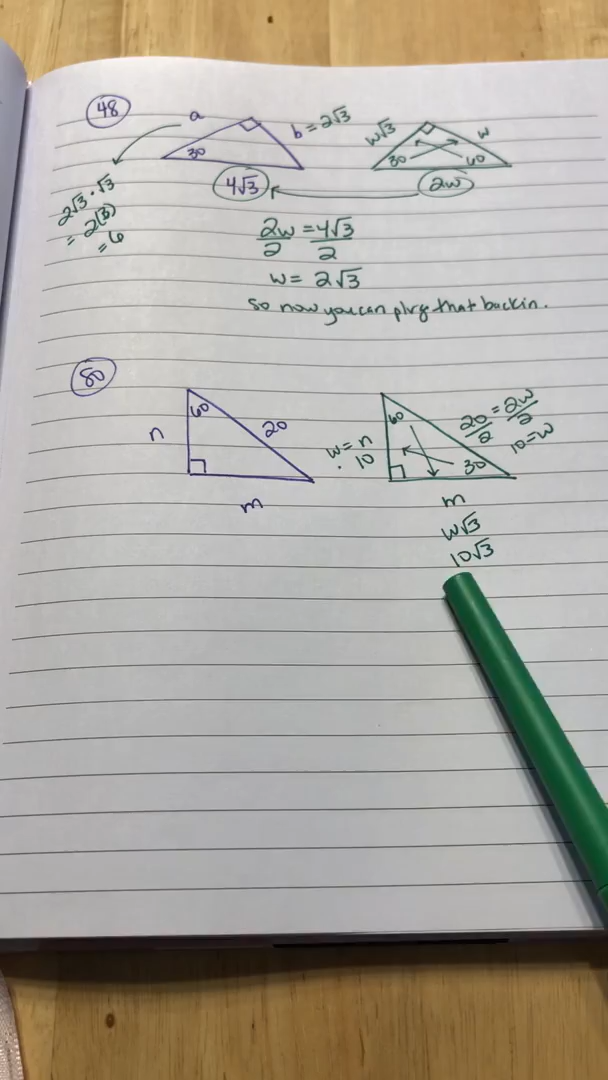 48
a
b = 2√3
30
4√3
w√3
w
30
60
2w
2√3 · √3
= 2(3)
= 6
2w = 4√3
2 2
w = 2√3
So now you can plug that back in.
80
60
n
20
m
60
w = n
10
30
20 = 2w
2 2
10 = w
m
w√3
10√3